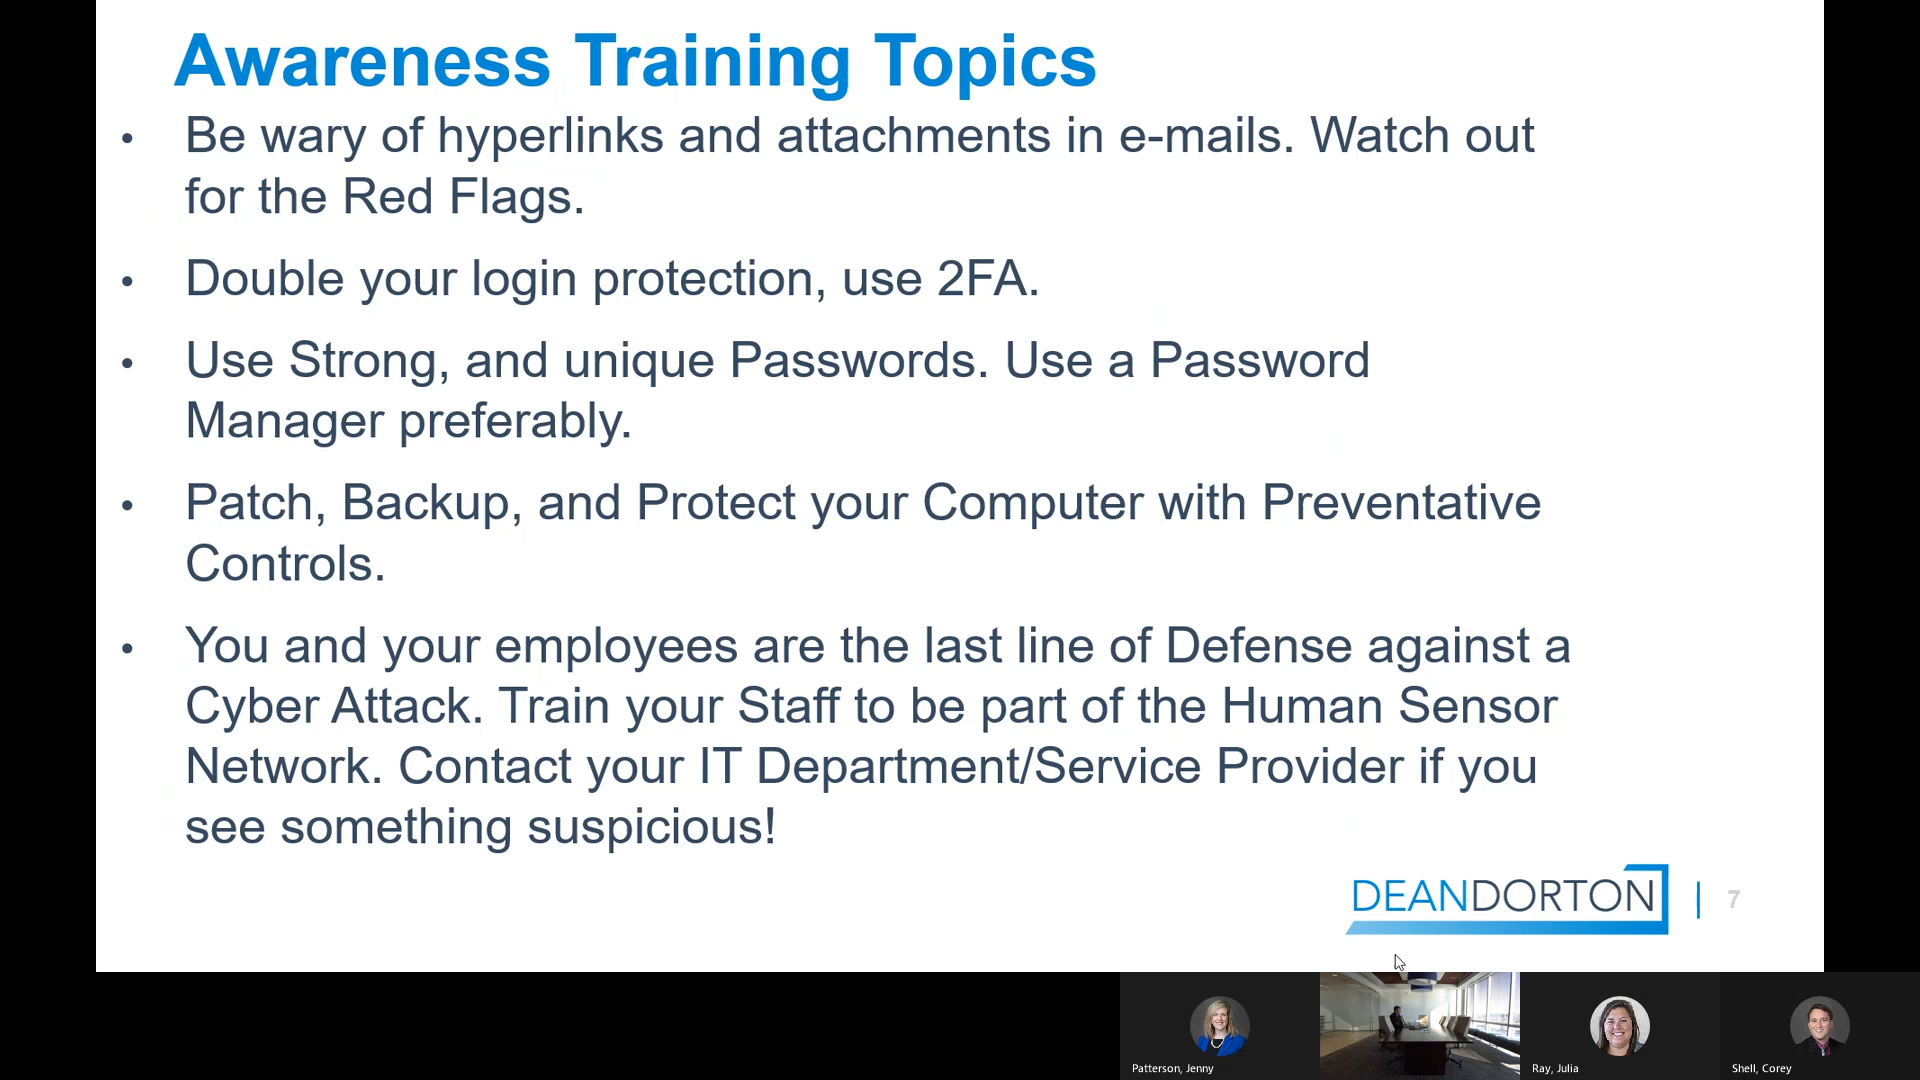 Awareness Training Topics
• Be wary of hyperlinks and attachments in e-mails. Watch out
for the Red Flags.
• Double your login protection, use 2FA.
• Use Strong, and unique Passwords. Use a Password
Manager preferably.
• Patch, Backup, and Protect your Computer with Preventative
Controls.
• You and your employees are the last line of Defense against a
Cyber Attack. Train your Staff to be part of the Human Sensor
Network. Contact your IT Department/Service Provider if you
see something suspicious!
DEANDORTON | 7
Patterson, Jenny
Ray, Julia
Shell, Corey